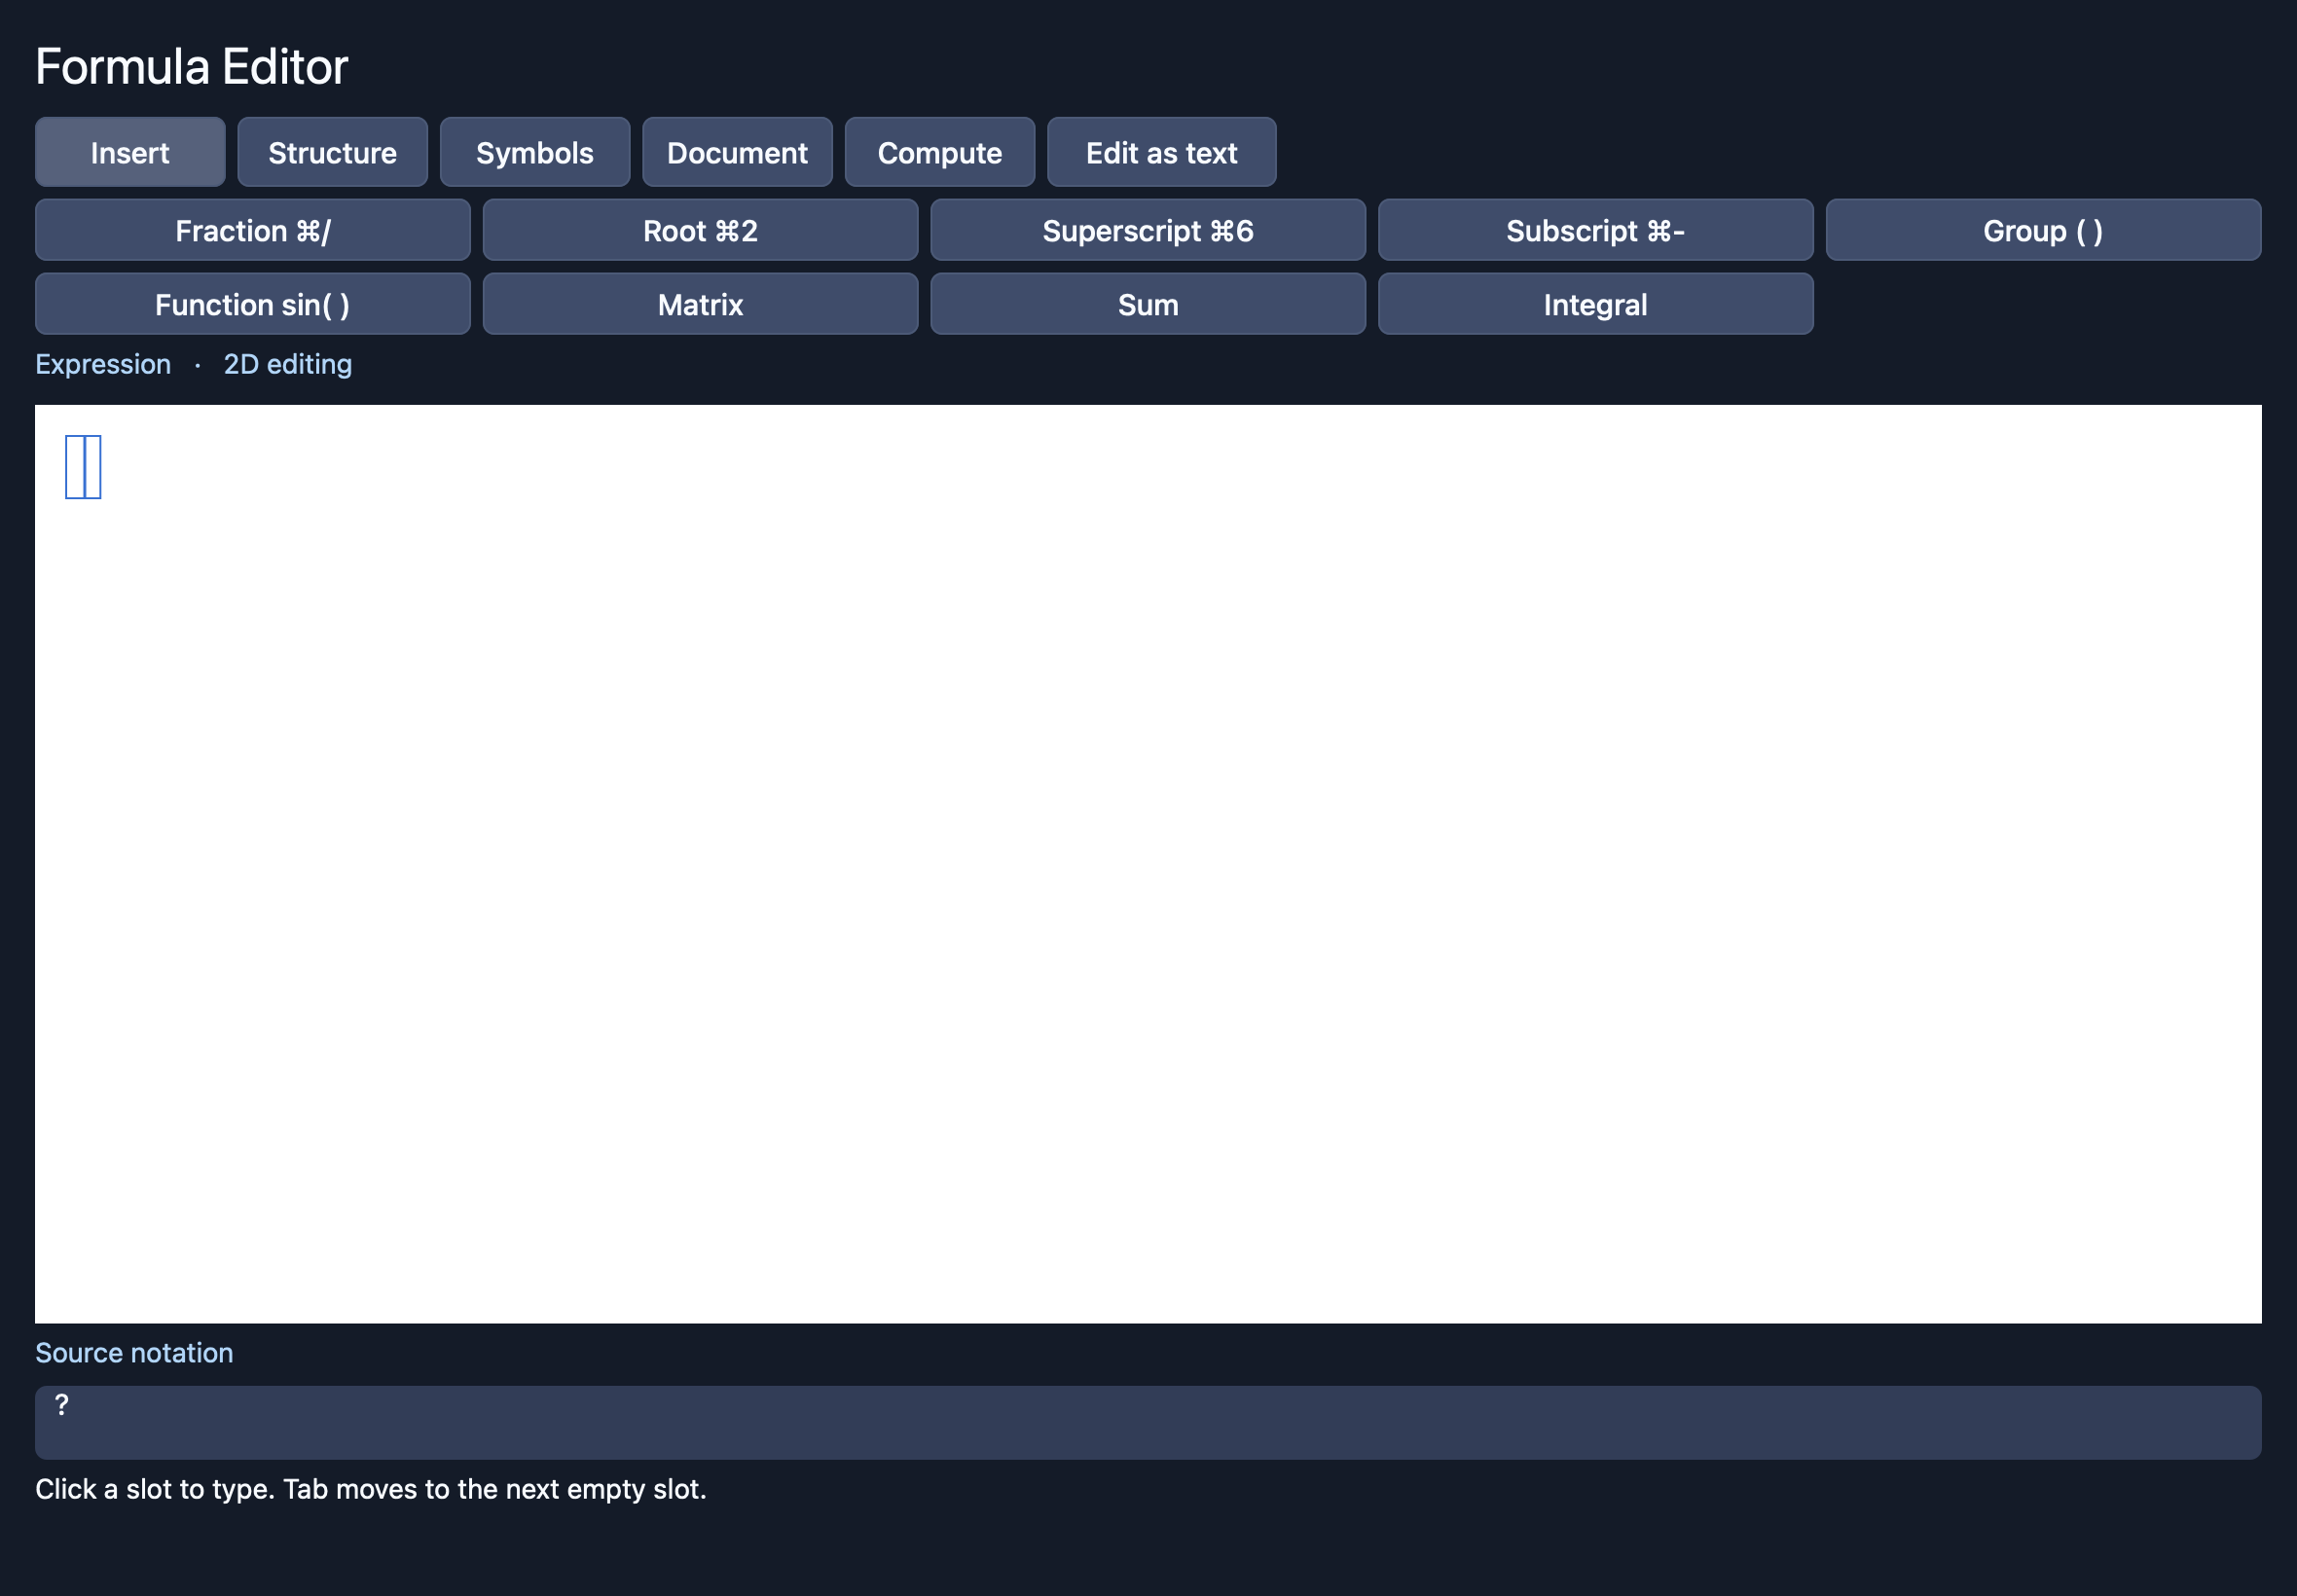 Formula Editor
Insert Structure Symbols Document Compute Edit as text
Fraction ⌘/ Root ⌘2 Superscript ⌘6 Subscript ⌘- Group ( )
Function sin( ) Matrix Sum Integral
Expression · 2D editing
Source notation
?
Click a slot to type. Tab moves to the next empty slot.